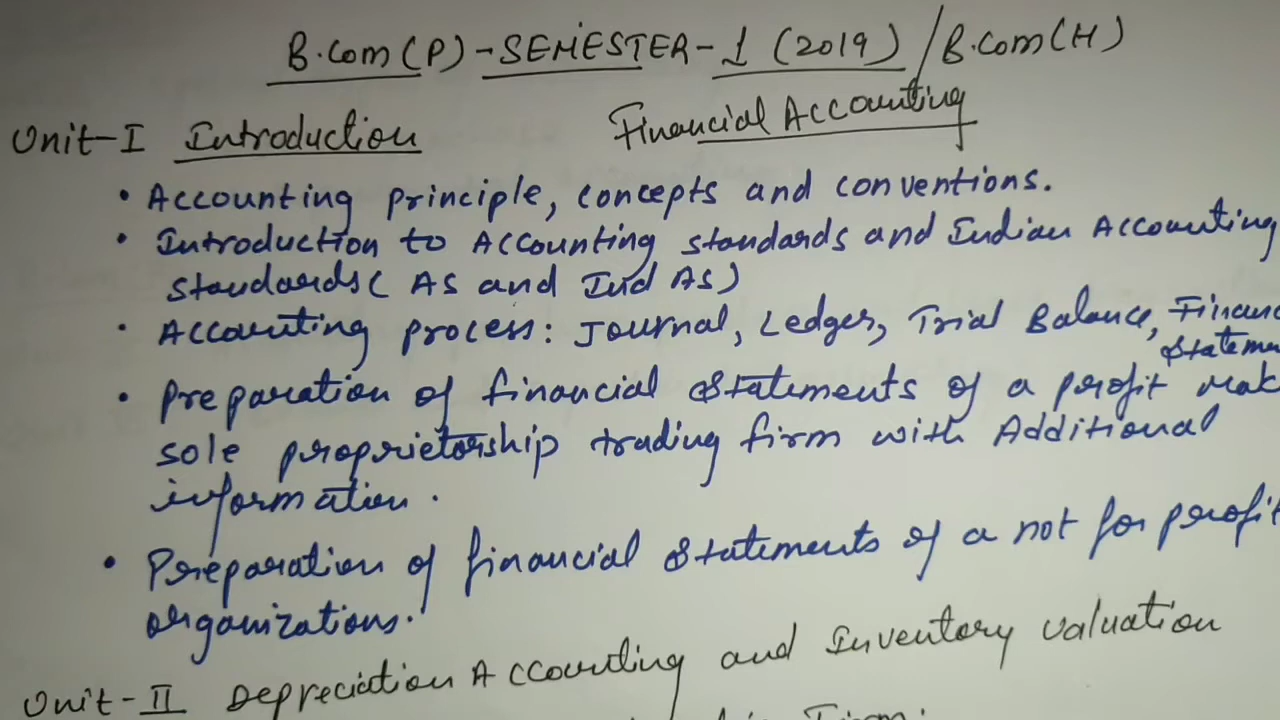 B.Com(P)-SEMESTER-1 (2019) /B.Com(H)
Financial Accounting
Unit-I Introduction
• Accounting principle, concepts and conventions.
• Introduction to Accounting standards and Indian Accounting
standards( AS and Ind AS)
• Accounting process: Journal, Ledger, Trial Balance, Financ
Stateme
• Preparation of financial statements of a profit mak
sole proprietorship trading firm with Additional
information.
• Preparation of financial statements of a not for profit
organizations.
Unit-II Depreciation Accounting and Inventory valuation